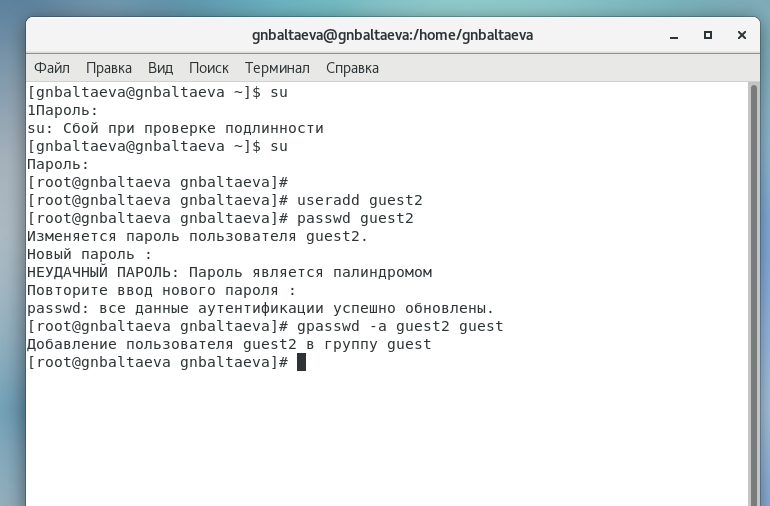 gnbaltaeva@gnbaltaeva:/home/gnbaltaeva
Файл Правка Вид Поиск Терминал Справка
[gnbaltaeva@gnbaltaeva ~]$ su
1Пароль:
su: Сбой при проверке подлинности
[gnbaltaeva@gnbaltaeva ~]$ su
Пароль:
[root@gnbaltaeva gnbaltaeva]#
[root@gnbaltaeva gnbaltaeva]# useradd guest2
[root@gnbaltaeva gnbaltaeva]# passwd guest2
Изменяется пароль пользователя guest2.
Новый пароль :
НЕУДАЧНЫЙ ПАРОЛЬ: Пароль является палиндромом
Повторите ввод нового пароля :
passwd: все данные аутентификации успешно обновлены.
[root@gnbaltaeva gnbaltaeva]# gpasswd -a guest2 guest
Добавление пользователя guest2 в группу guest
[root@gnbaltaeva gnbaltaeva]#